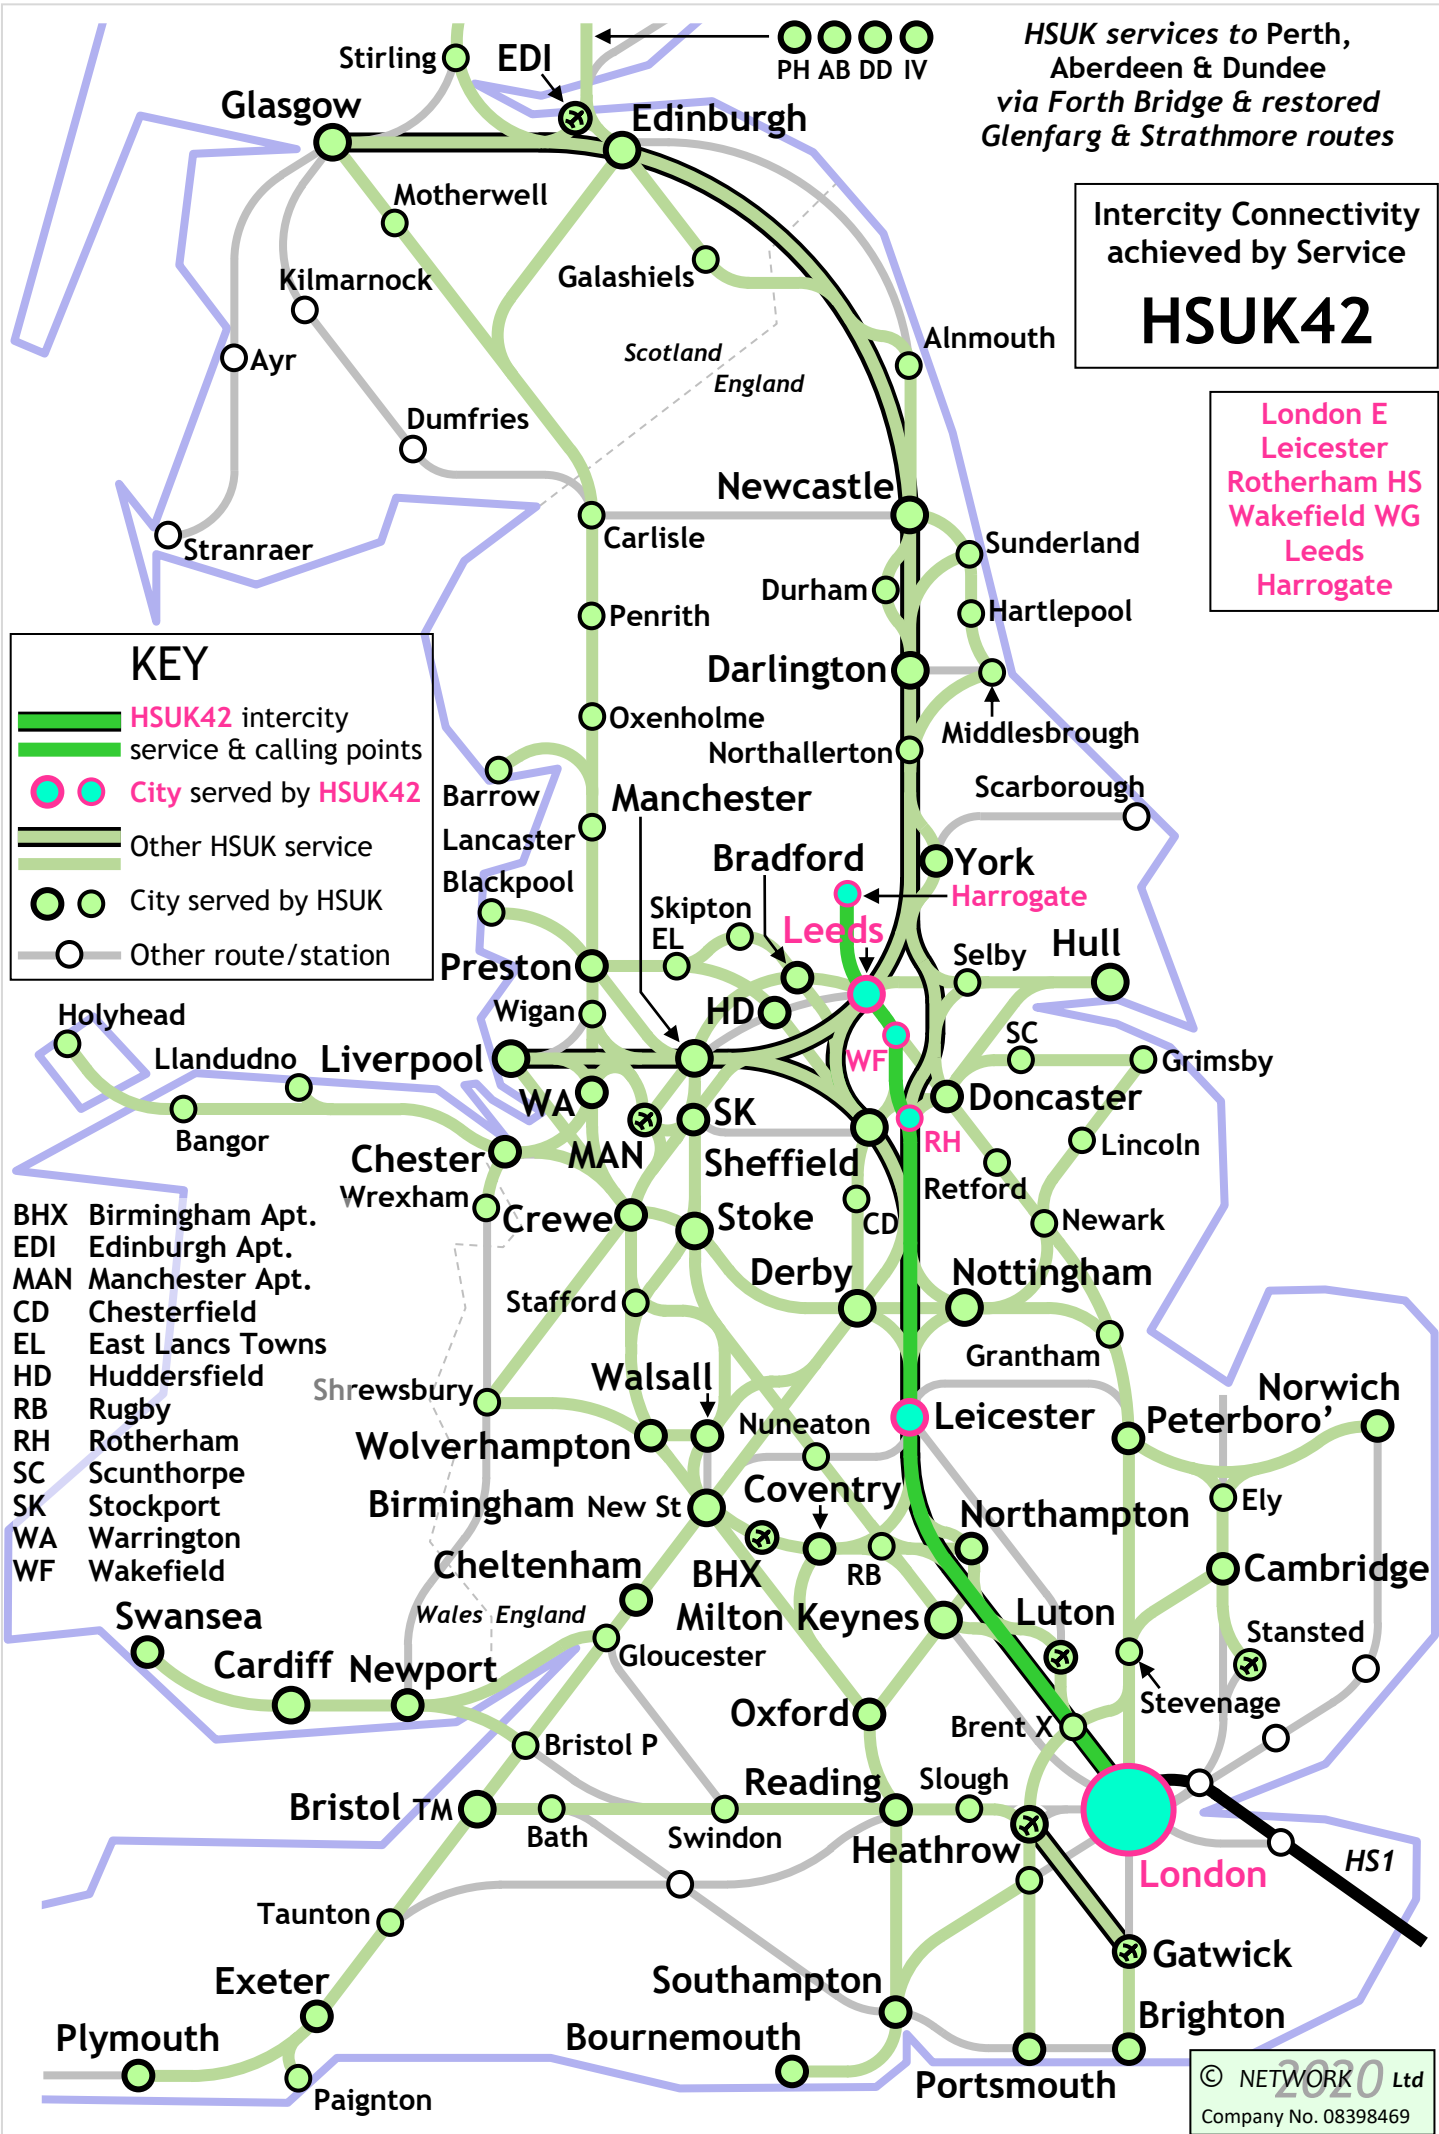 Stirling
EDI
PH AB DD IV
HSUK services to Perth,
Aberdeen & Dundee
via Forth Bridge & restored
Glenfarg & Strathmore routes
Glasgow
Edinburgh
Motherwell
Intercity Connectivity
achieved by Service
HSUK42
Kilmarnock
Galashiels
Alnmouth
Ayr
Scotland
England
London E
Leicester
Rotherham HS
Wakefield WG
Leeds
Harrogate
Dumfries
Newcastle
Carlisle
Stranraer
Sunderland
Durham
Hartlepool
Penrith
KEY
HSUK42 intercity
service & calling points
City served by HSUK42
Other HSUK service
City served by HSUK
Other route/station
Darlington
Oxenholme
Middlesbrough
Northallerton
Barrow
Manchester
Scarborough
Lancaster
Bradford
York
Blackpool
Harrogate
Skipton
EL
Leeds
Hull
Selby
Preston
Wigan
HD
Holyhead
SC
Llandudno
Liverpool
WF
Grimsby
WA
SK
Doncaster
Bangor
MAN
RH
Lincoln
Chester
Sheffield
Retford
Wrexham
Crewe
Stoke
CD
Newark
BHX Birmingham Apt.
EDI Edinburgh Apt.
MAN Manchester Apt.
CD Chesterfield
EL East Lancs Towns
HD Huddersfield
RB Rugby
RH Rotherham
SC Scunthorpe
SK Stockport
WA Warrington
WF Wakefield
Derby
Nottingham
Stafford
Grantham
Walsall
Shrewsbury
Norwich
Nuneaton
Leicester
Peterboro’
Wolverhampton
Coventry
Birmingham New St
Ely
Northampton
Cheltenham
BHX
RB
Cambridge
Swansea
Wales England
Milton Keynes
Luton
Stansted
Gloucester
Cardiff
Newport
Stevenage
Oxford
Brent X
Bristol P
Reading
Slough
Bristol TM
Bath
Swindon
Heathrow
HS1
London
Taunton
Gatwick
Exeter
Southampton
Brighton
Plymouth
Bournemouth
Portsmouth
Paignton
© NETWORK 2020 Ltd
Company No. 08398469